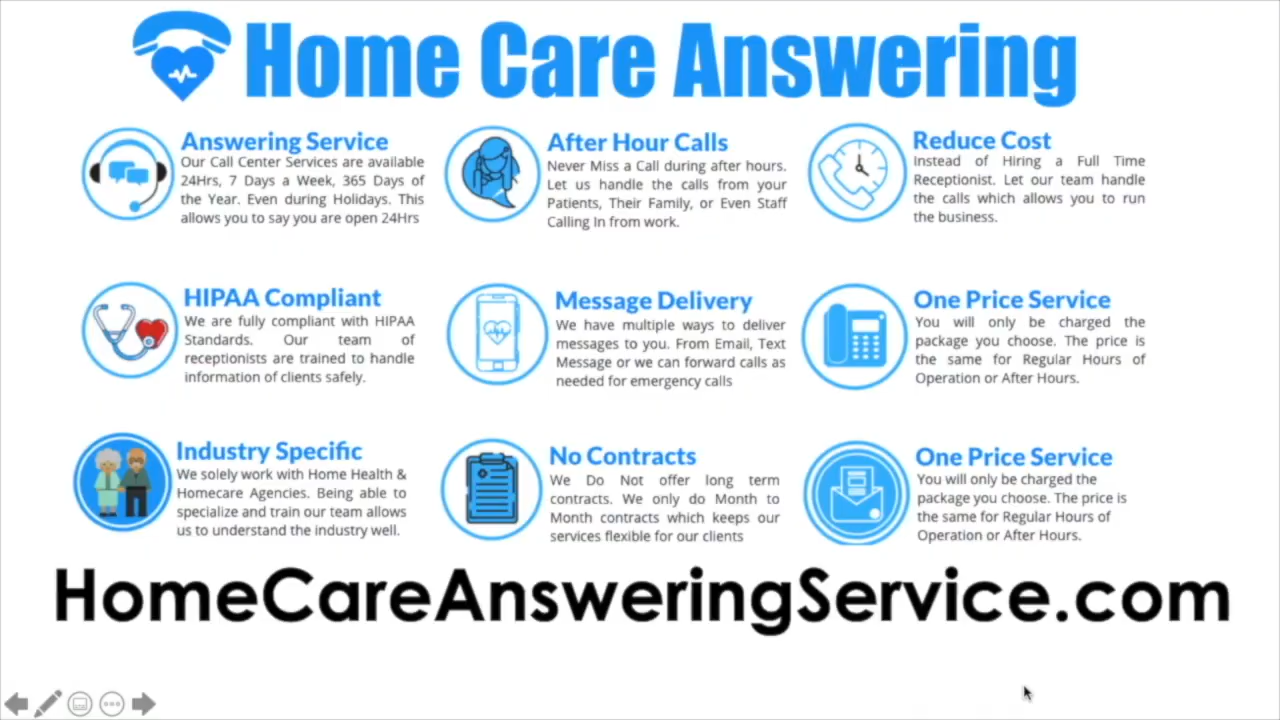 Home Care Answering
Answering Service
Our Call Center Services are available
24Hrs, 7 Days a Week, 365 Days of
the Year. Even during Holidays. This
allows you to say you are open 24Hrs
After Hour Calls
Never Miss a Call during after hours.
Let us handle the calls from your
Patients, Their Family, or Even Staff
Calling In from work.
Reduce Cost
Instead of Hiring a Full Time
Receptionist. Let our team handle
the calls which allows you to run
the business.
HIPAA Compliant
We are fully compliant with HIPAA
Standards. Our team of
receptionists are trained to handle
information of clients safely.
Message Delivery
We have multiple ways to deliver
messages to you. From Email, Text
Message or we can forward calls as
needed for emergency calls
One Price Service
You will only be charged the
package you choose. The price is
the same for Regular Hours of
Operation or After Hours.
Industry Specific
We solely work with Home Health &
Homecare Agencies. Being able to
specialize and train our team allows
us to understand the industry well.
No Contracts
We Do Not offer long term
contracts. We only do Month to
Month contracts which keeps our
services flexible for our clients
One Price Service
You will only be charged the
package you choose. The price is
the same for Regular Hours of
Operation or After Hours.
HomeCareAnsweringService.com